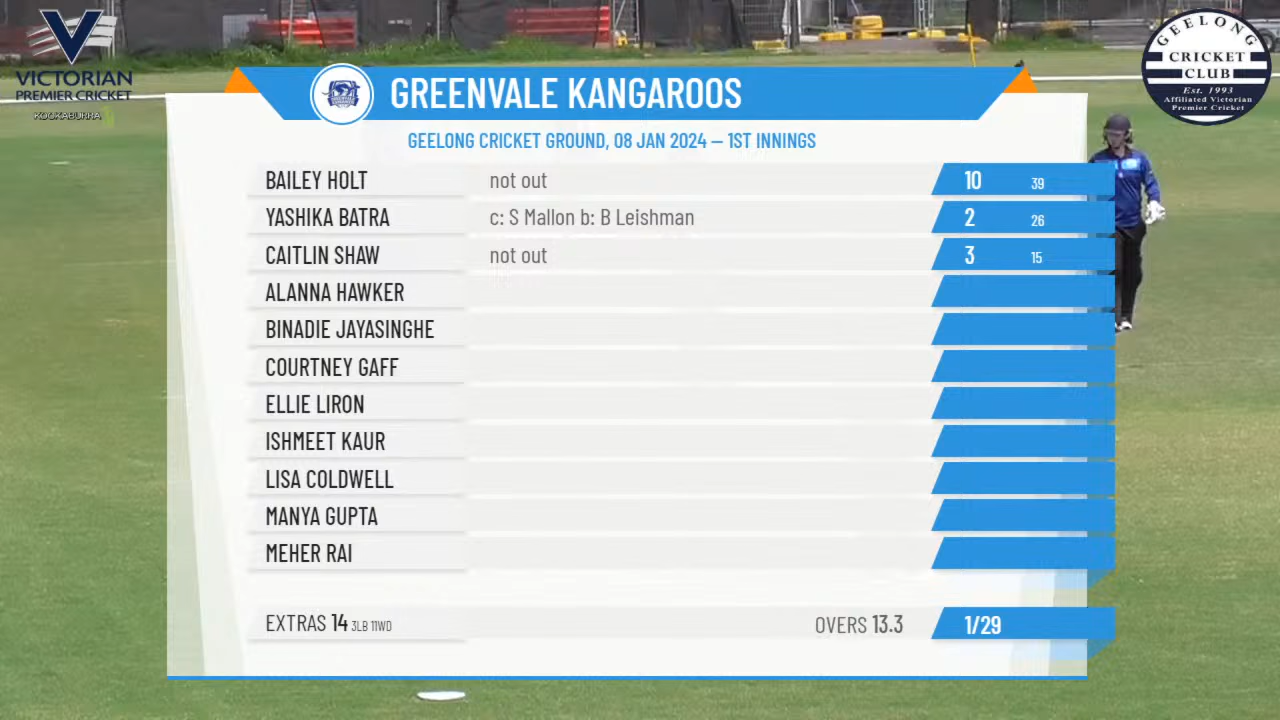 VICTORIAN
PREMIER CRICKET
KOOKABURRA
GEELONG
CRICKET
CLUB
Est. 1993
Affiliated Victorian
Premier Cricket
GREENVALE KANGAROOS
GEELONG CRICKET GROUND, 08 JAN 2024 – 1ST INNINGS
BAILEY HOLT not out 10 39
YASHIKA BATRA c: S Mallon b: B Leishman 2 26
CAITLIN SHAW not out 3 15
ALANNA HAWKER
BINADIE JAYASINGHE
COURTNEY GAFF
ELLIE LIRON
ISHMEET KAUR
LISA COLDWELL
MANYA GUPTA
MEHER RAI
EXTRAS 14 3LB 11WD OVERS 13.3 1/29